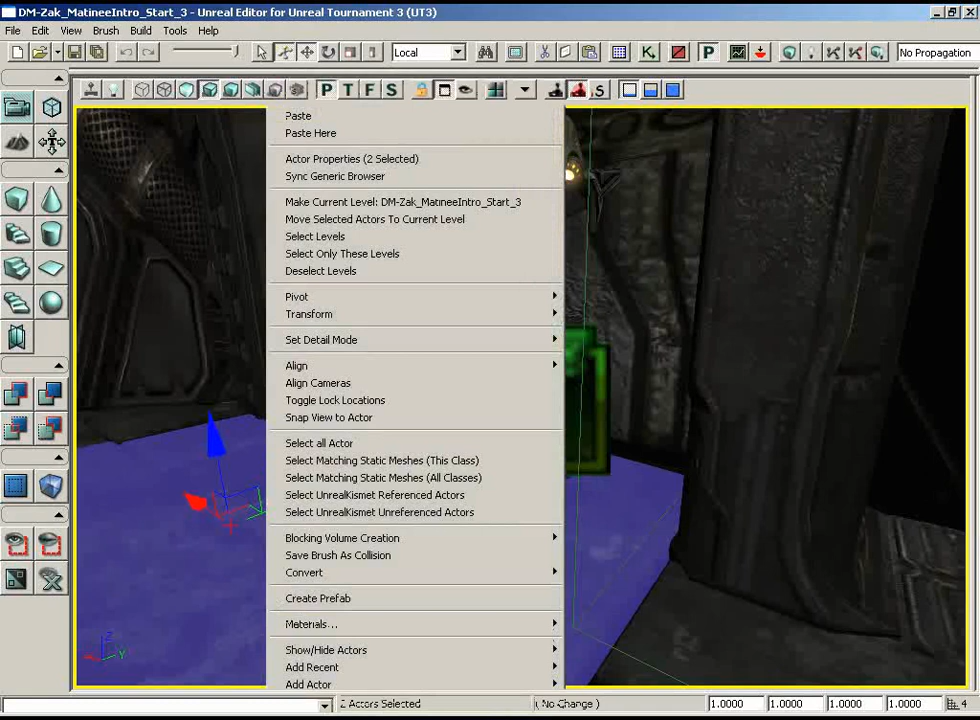 DM-Zak_MatineeIntro_Start_3 - Unreal Editor for Unreal Tournament 3 (UT3)
File Edit View Brush Build Tools Help
Local
P
No Propagation
P T F S
S
Paste
Paste Here
Actor Properties (2 Selected)
Sync Generic Browser
Make Current Level: DM-Zak_MatineeIntro_Start_3
Move Selected Actors To Current Level
Select Levels
Select Only These Levels
Deselect Levels
Pivot
Transform
Set Detail Mode
Align
Align Cameras
Toggle Lock Locations
Snap View to Actor
Select all Actor
Select Matching Static Meshes (This Class)
Select Matching Static Meshes (All Classes)
Select UnrealKismet Referenced Actors
Select UnrealKismet Unreferenced Actors
Blocking Volume Creation
Save Brush As Collision
Convert
Create Prefab
Materials...
Show/Hide Actors
Add Recent
Add Actor
Z
Y
2 Actors Selected
( No Change )
1.0000
1.0000
1.0000
1.0000
4